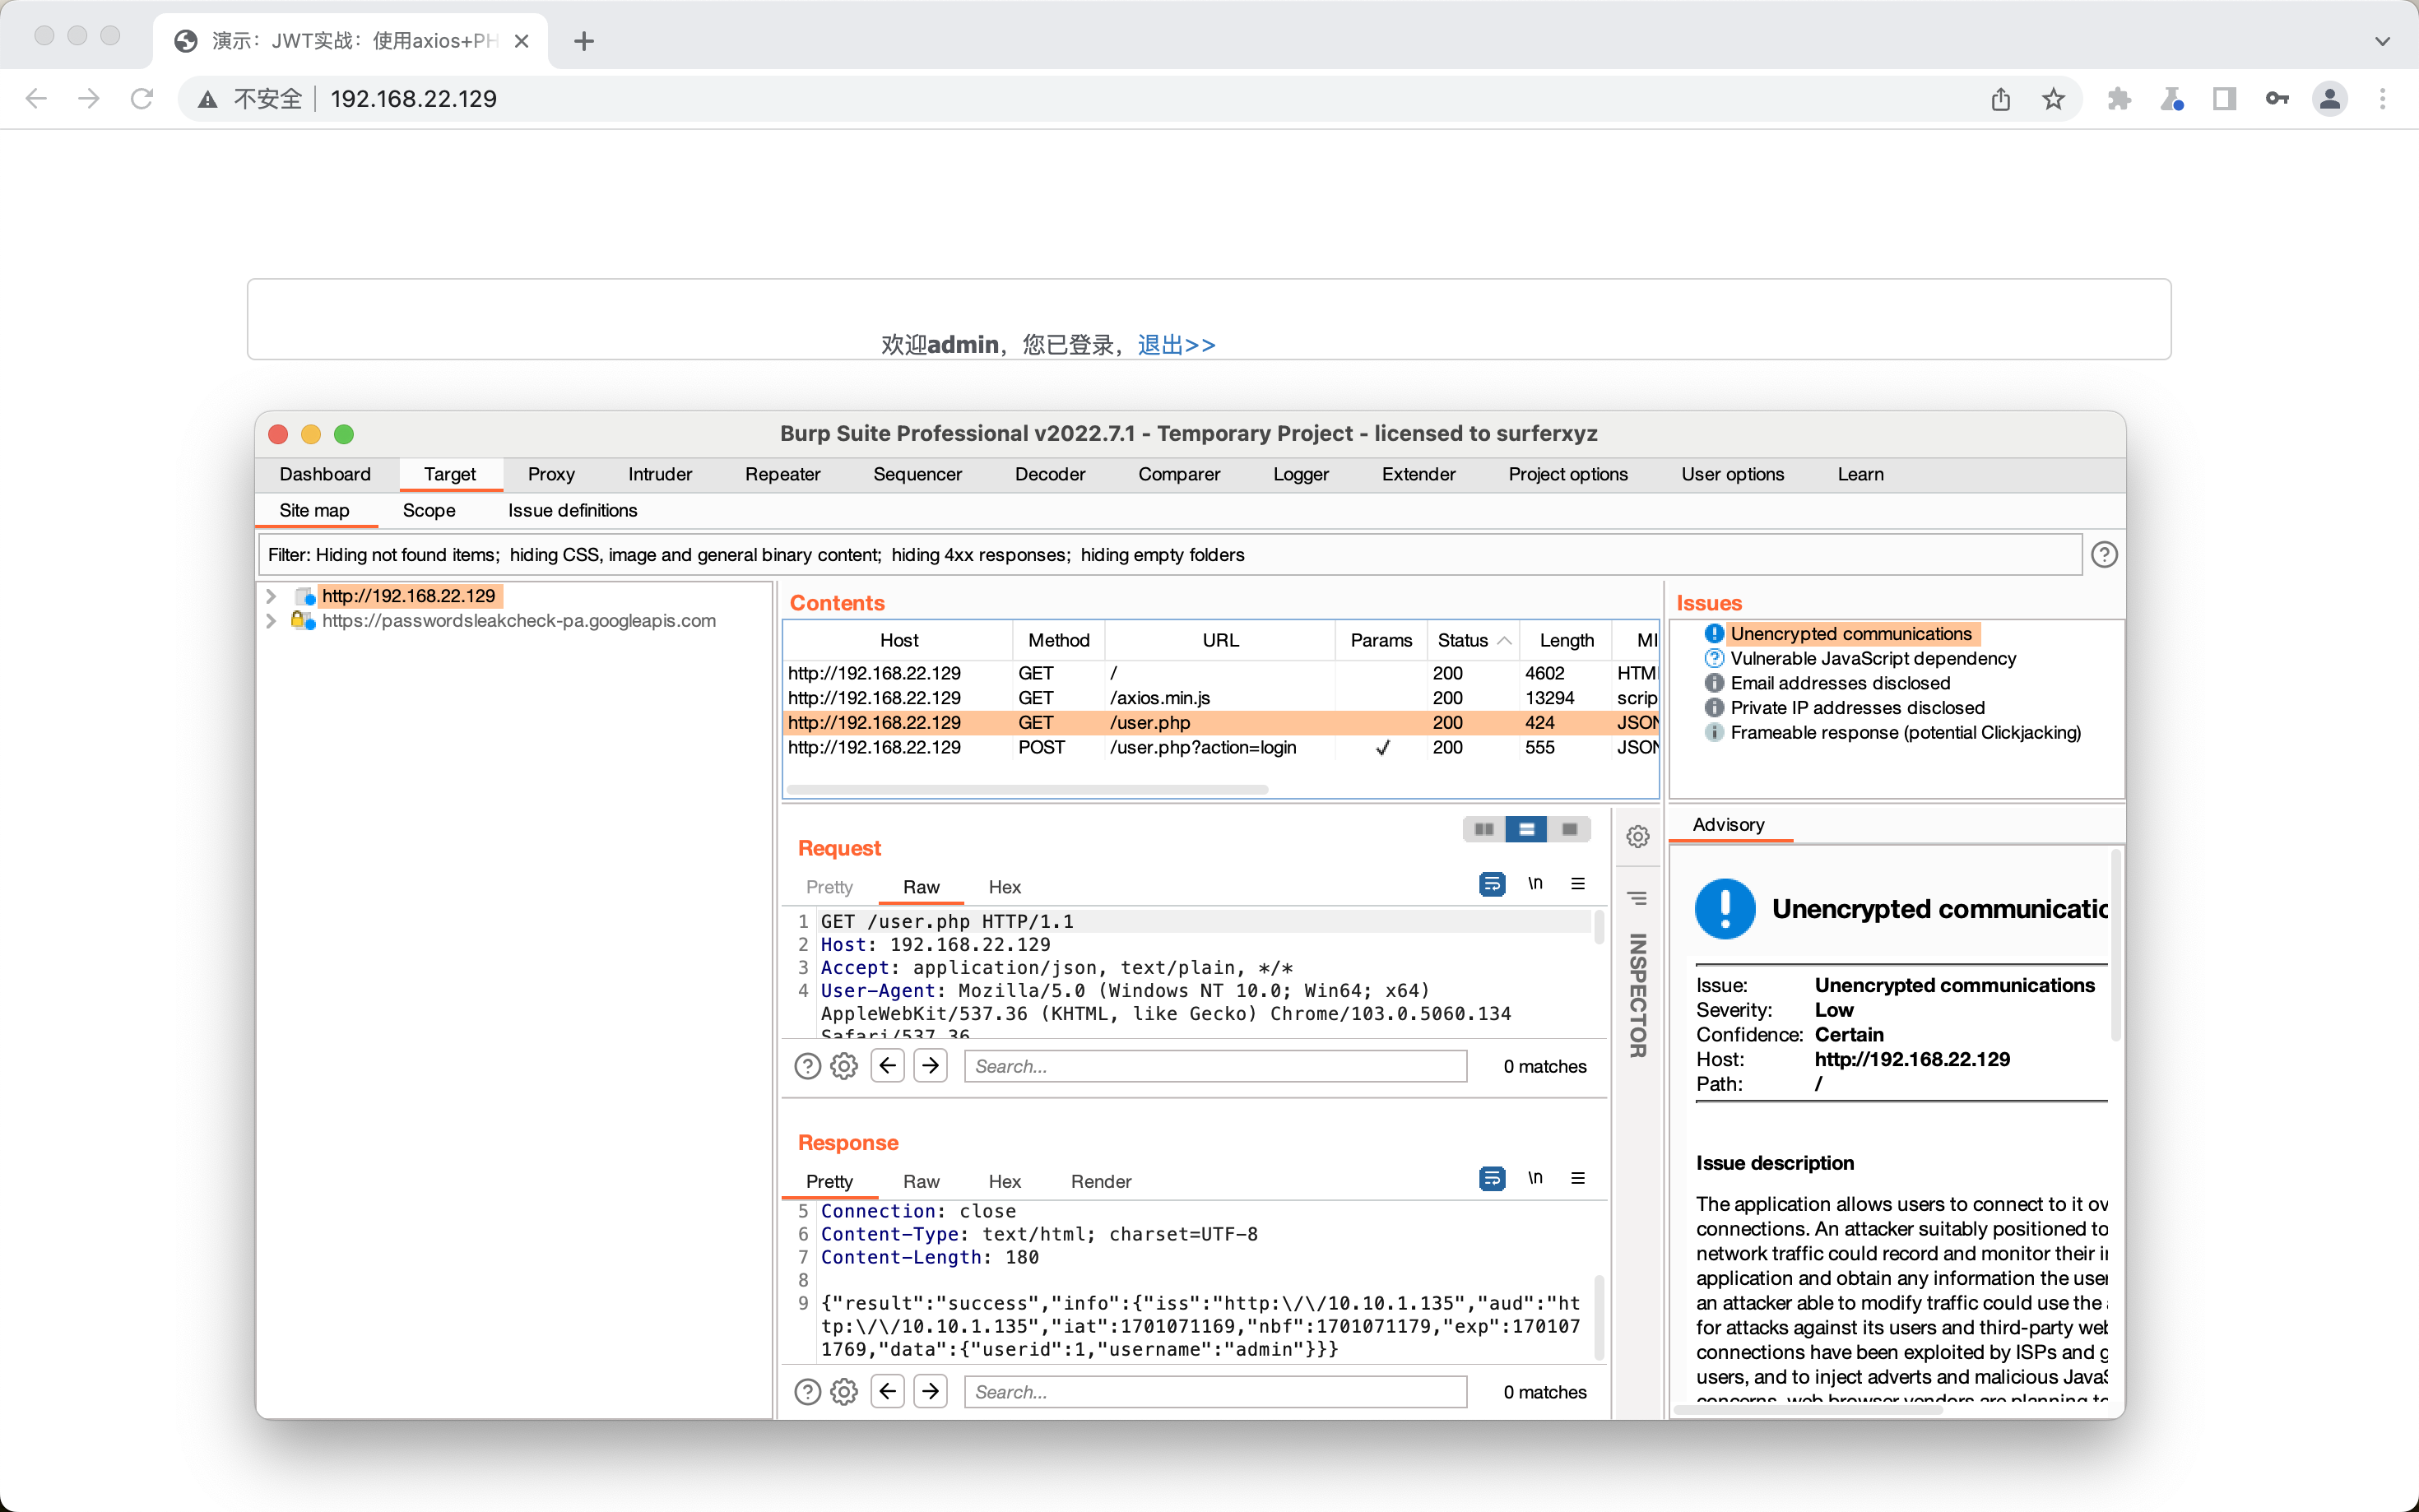 演示：JWT实战：使用axios+PH
不安全
192.168.22.129
欢迎admin，您已登录，退出>>
Burp Suite Professional v2022.7.1 - Temporary Project - licensed to surferxyz
Dashboard Target Proxy Intruder Repeater Sequencer Decoder Comparer Logger Extender Project options User options Learn
Site map Scope Issue definitions
Filter: Hiding not found items; hiding CSS, image and general binary content; hiding 4xx responses; hiding empty folders
http://192.168.22.129
https://passwordsleakcheck-pa.googleapis.com
Contents
Host Method URL Params Status Length MI
http://192.168.22.129 GET / 200 4602 HTM
http://192.168.22.129 GET /axios.min.js 200 13294 scrip
http://192.168.22.129 GET /user.php 200 424 JSON
http://192.168.22.129 POST /user.php?action=login ✓ 200 555 JSON
Request
Pretty Raw Hex
\n
1 GET /user.php HTTP/1.1
2 Host: 192.168.22.129
3 Accept: application/json, text/plain, */*
4 User-Agent: Mozilla/5.0 (Windows NT 10.0; Win64; x64)
AppleWebKit/537.36 (KHTML, like Gecko) Chrome/103.0.5060.134
Safari/537.36
Search...
0 matches
Response
Pretty Raw Hex Render
\n
5 Connection: close
6 Content-Type: text/html; charset=UTF-8
7 Content-Length: 180
8
9 {"result":"success","info":{"iss":"http:\/\/10.10.1.135","aud":"ht
tp:\/\/10.10.1.135","iat":1701071169,"nbf":1701071179,"exp":170107
1769,"data":{"userid":1,"username":"admin"}}}
Search...
0 matches
INSPECTOR
Issues
Unencrypted communications
Vulnerable JavaScript dependency
Email addresses disclosed
Private IP addresses disclosed
Frameable response (potential Clickjacking)
Advisory
Unencrypted communicatio
Issue: Unencrypted communications
Severity: Low
Confidence: Certain
Host: http://192.168.22.129
Path: /
Issue description
The application allows users to connect to it ov
connections. An attacker suitably positioned to
network traffic could record and monitor their i
application and obtain any information the user
an attacker able to modify traffic could use the
for attacks against its users and third-party web
connections have been exploited by ISPs and g
users, and to inject adverts and malicious JavaS
concerns, web browser vendors are planning to